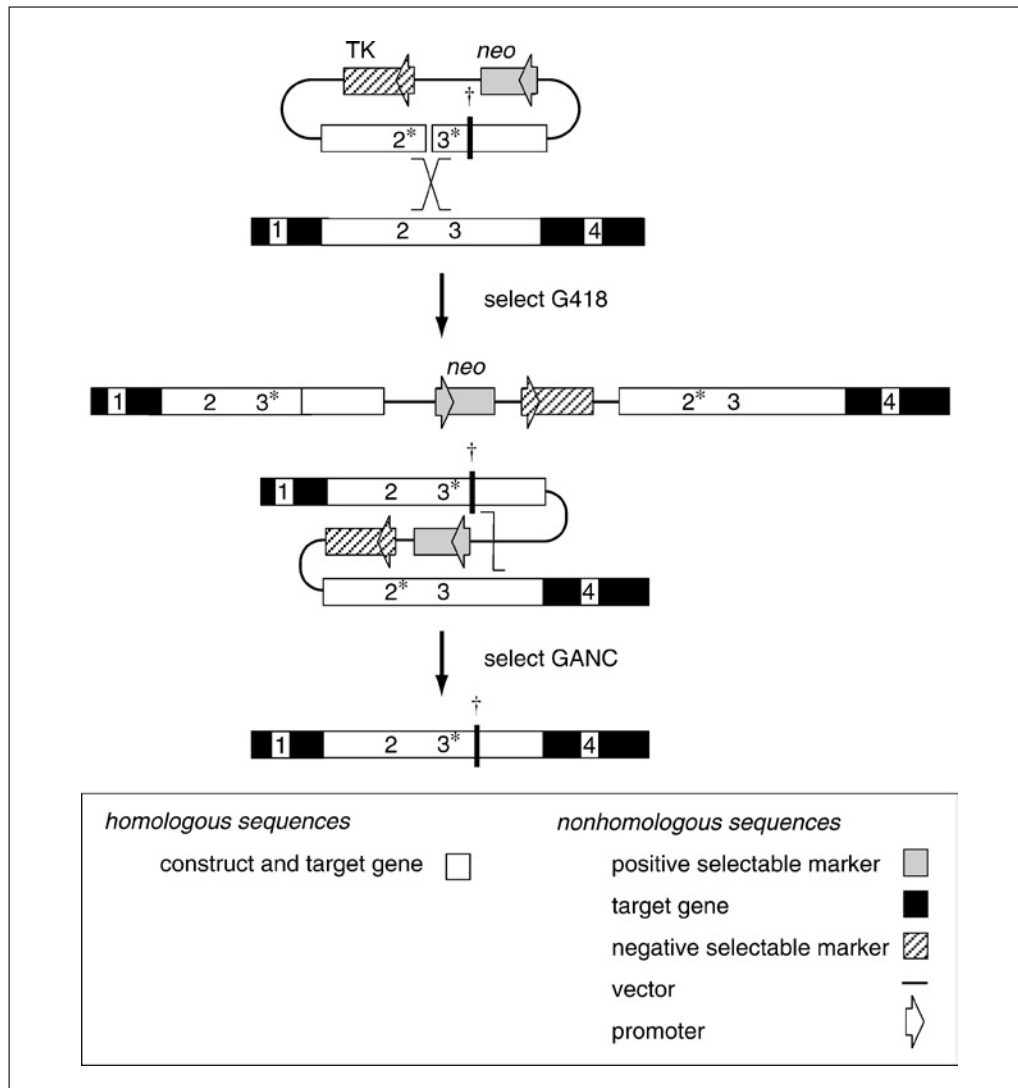 TK neo
†
2* 3*
1 2 3 4
select G418
neo
1 2 3* 2* 3 4
†
1 2 3*
2* 3 4
select GANC
†
1 2 3* 4
homologous sequences
construct and target gene
nonhomologous sequences
positive selectable marker
target gene
negative selectable marker
vector
promoter